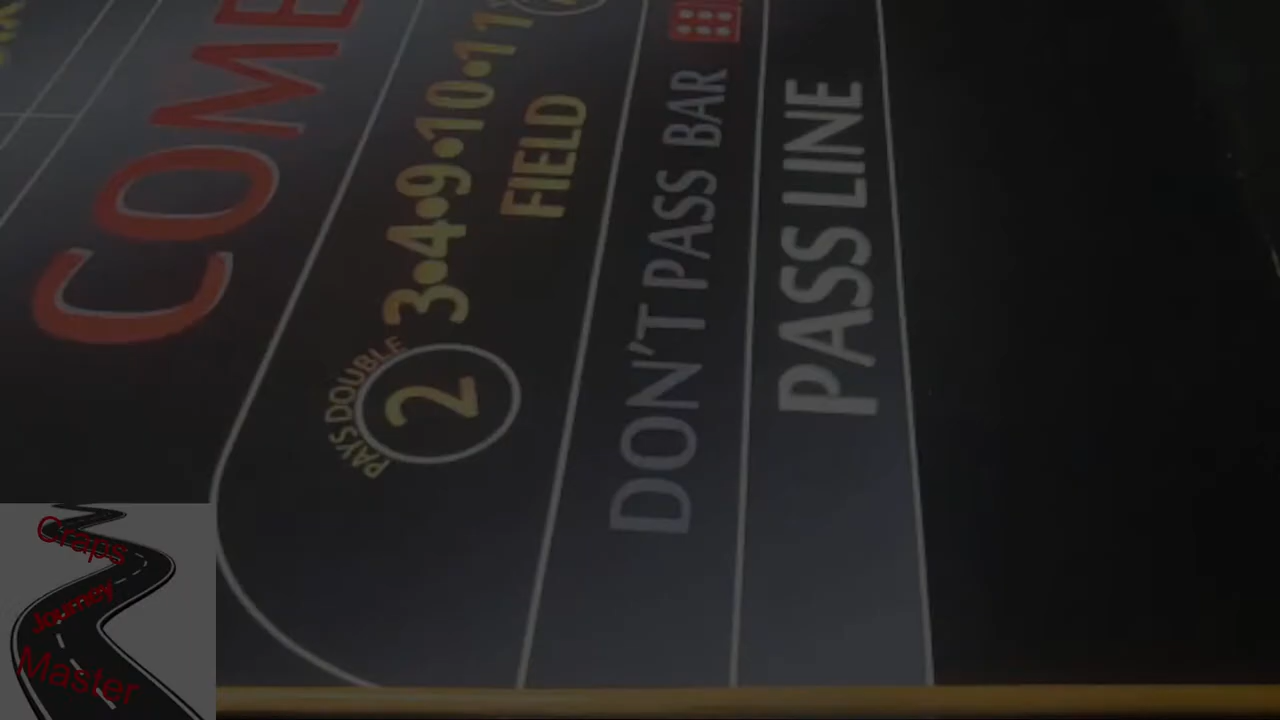 COME
3•4•9•10•11
FIELD
PAYS DOUBLE
2
DON'T PASS BAR
PASS LINE
Craps
Journey
Master